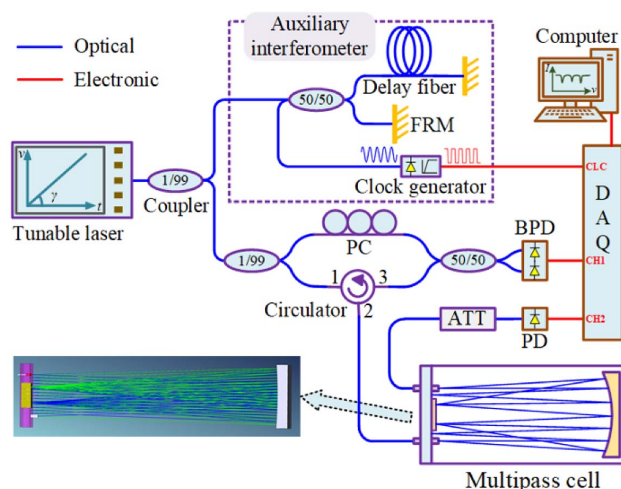 Optical
Electronic
Auxiliary
interferometer
Computer
I
v
50/50
Delay fiber
FRM
v
γ
t
1/99
Coupler
Clock generator
CLC
Tunable laser
D
A
Q
PC
BPD
1/99
1
3
50/50
CH1
Circulator
2
ATT
PD
CH2
Multipass cell